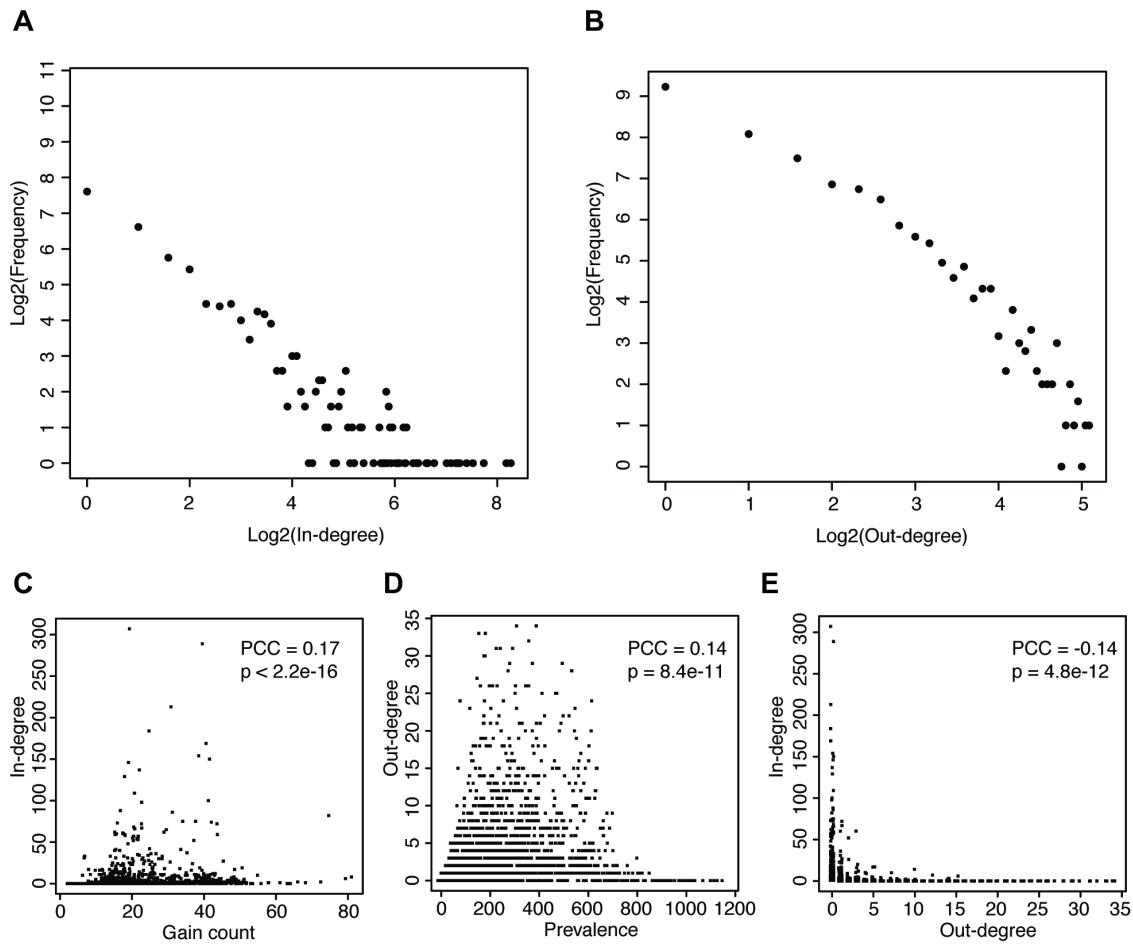 A
B
11
10
9
8
7
6
5
4
3
2
1
0
Log2(Frequency)
0 2 4 6 8
Log2(In-degree)
9
8
7
6
5
4
3
2
1
0
Log2(Frequency)
0 1 2 3 4 5
Log2(Out-degree)
C
D
E
PCC = 0.17
p < 2.2e-16
300
250
200
150
100
50
0
In-degree
0 20 40 60 80
Gain count
PCC = 0.14
p = 8.4e-11
35
30
25
20
15
10
5
0
Out-degree
0 200 400 600 800 1000 1200
Prevalence
PCC = -0.14
p = 4.8e-12
300
250
200
150
100
50
0
In-degree
0 5 10 15 20 25 30 35
Out-degree